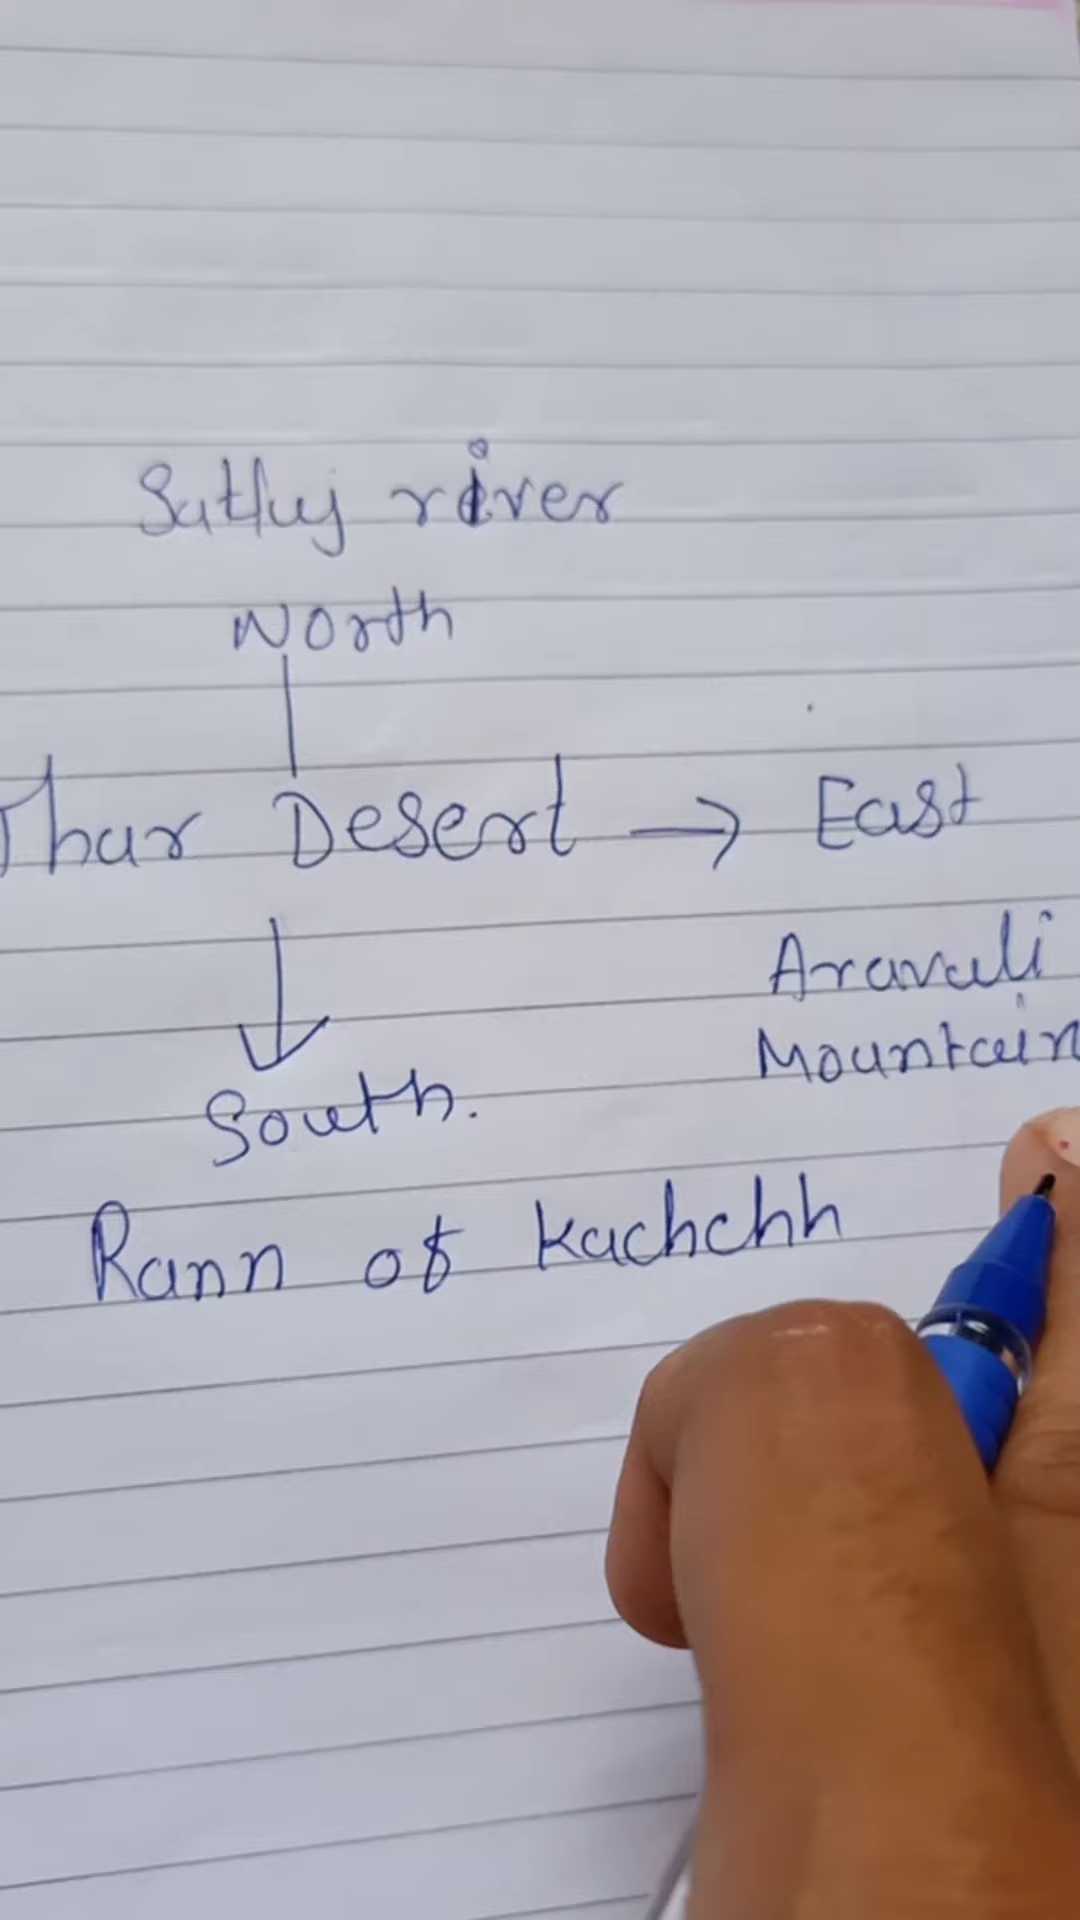 Sutluj river
North
Thar Desert → East
Aravali
Mountain
South.
Rann of kachchh